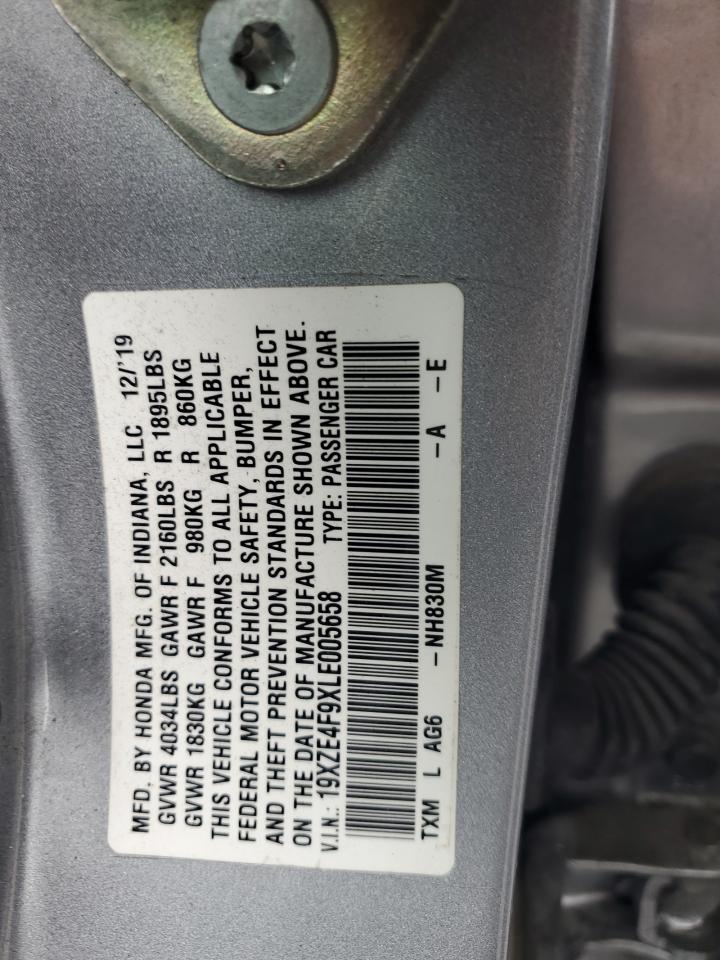 MFD. BY HONDA MFG. OF INDIANA, LLC 12/'19
GVWR 4034LBS GAWR F 2160LBS R 1895LBS
GVWR 1830KG GAWR F 980KG R 860KG
THIS VEHICLE CONFORMS TO ALL APPLICABLE
FEDERAL MOTOR VEHICLE SAFETY, BUMPER,
AND THEFT PREVENTION STANDARDS IN EFFECT
ON THE DATE OF MANUFACTURE SHOWN ABOVE.
V.I.N.: 19XZE4F9XLE005658 TYPE: PASSENGER CAR
TXM L AG6 -NH830M -A -E